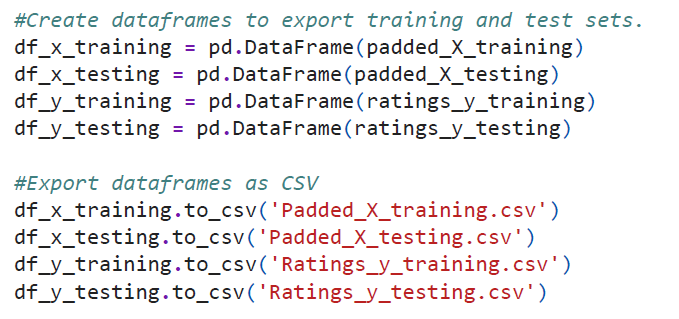 #Create dataframes to export training and test sets.
df_x_training = pd.DataFrame(padded_X_training)
df_x_testing = pd.DataFrame(padded_X_testing)
df_y_training = pd.DataFrame(ratings_y_training)
df_y_testing = pd.DataFrame(ratings_y_testing)

#Export dataframes as CSV
df_x_training.to_csv('Padded_X_training.csv')
df_x_testing.to_csv('Padded_X_testing.csv')
df_y_training.to_csv('Ratings_y_training.csv')
df_y_testing.to_csv('Ratings_y_testing.csv')